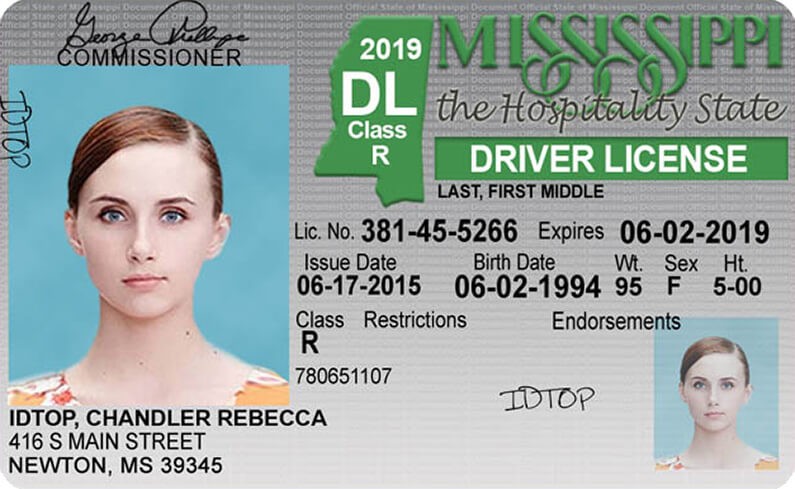 George Phillips
COMMISSIONER
IDTOP
2019
DL
Class
R
MISSISSIPPI
the Hospitality State
DRIVER LICENSE
LAST, FIRST MIDDLE
Lic. No. 381-45-5266 Expires 06-02-2019
Issue Date Birth Date Wt. Sex Ht.
06-17-2015 06-02-1994 95 F 5-00
Class Restrictions Endorsements
R
780651107
IDTOP
IDTOP, CHANDLER REBECCA
416 S MAIN STREET
NEWTON, MS 39345